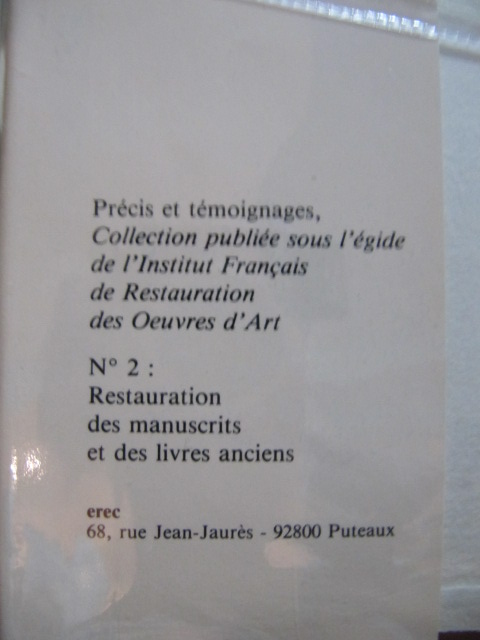 Précis et témoignages,
Collection publiée sous l'égide
de l'Institut Français
de Restauration
des Oeuvres d'Art
N° 2 :
Restauration
des manuscrits
et des livres anciens
erec
68, rue Jean-Jaurès - 92800 Puteaux